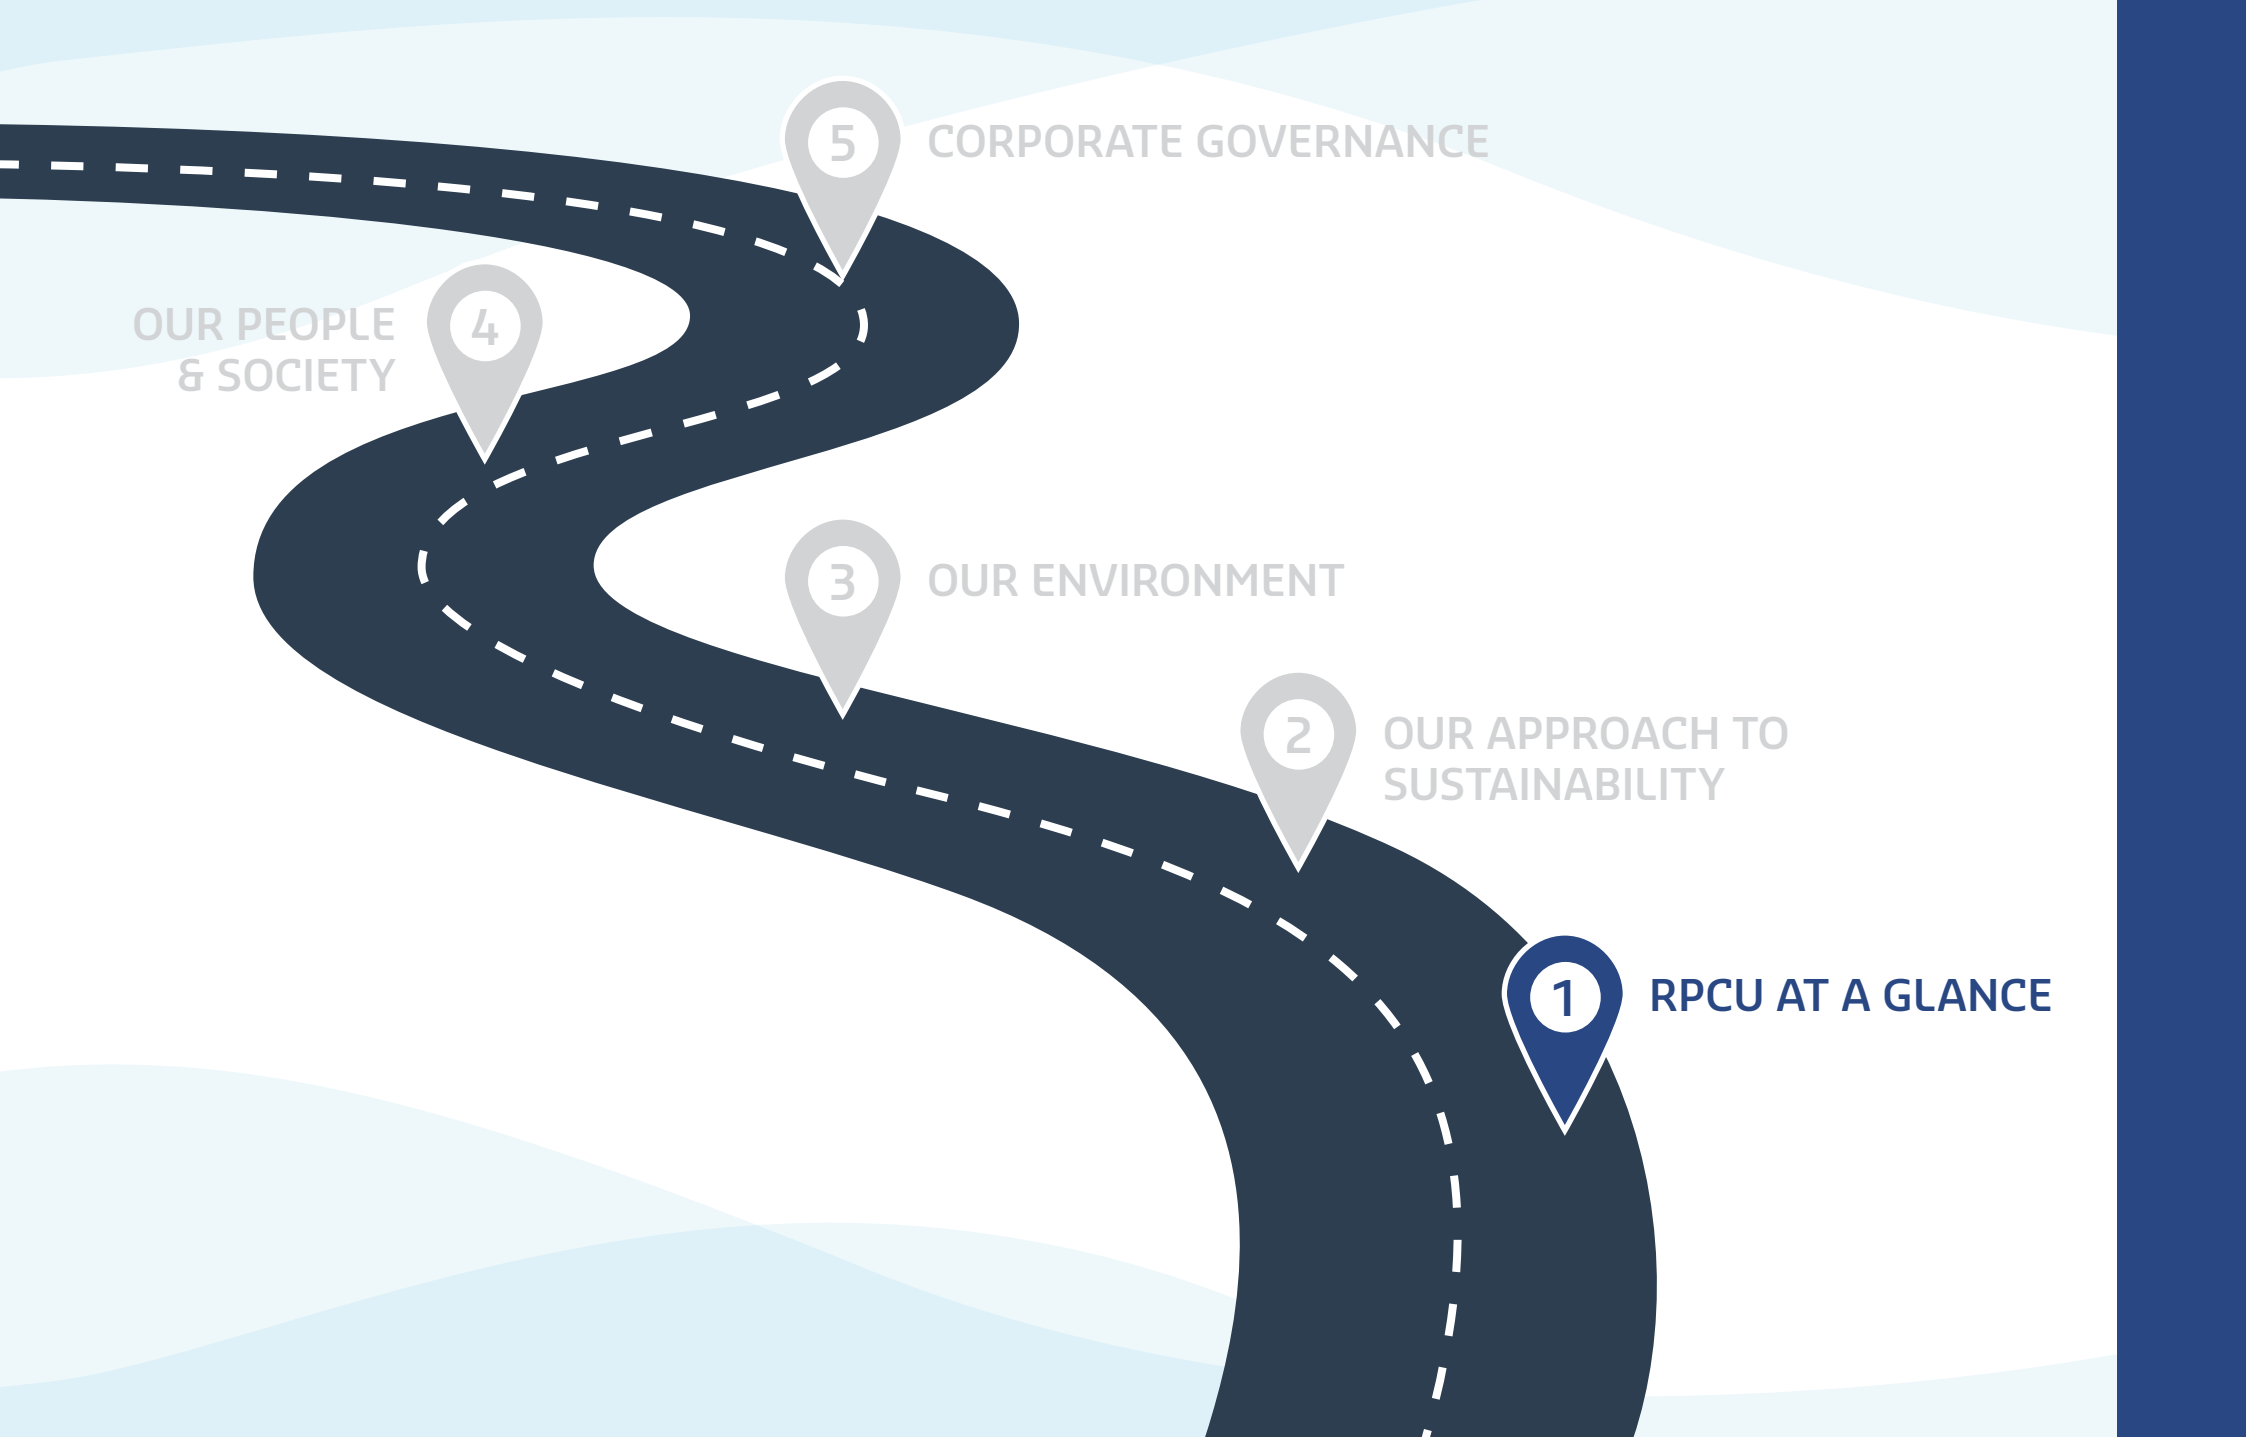 5
CORPORATE GOVERNANCE
OUR PEOPLE
& SOCIETY
4
3
OUR ENVIRONMENT
2
OUR APPROACH TO
SUSTAINABILITY
1
RPCU AT A GLANCE